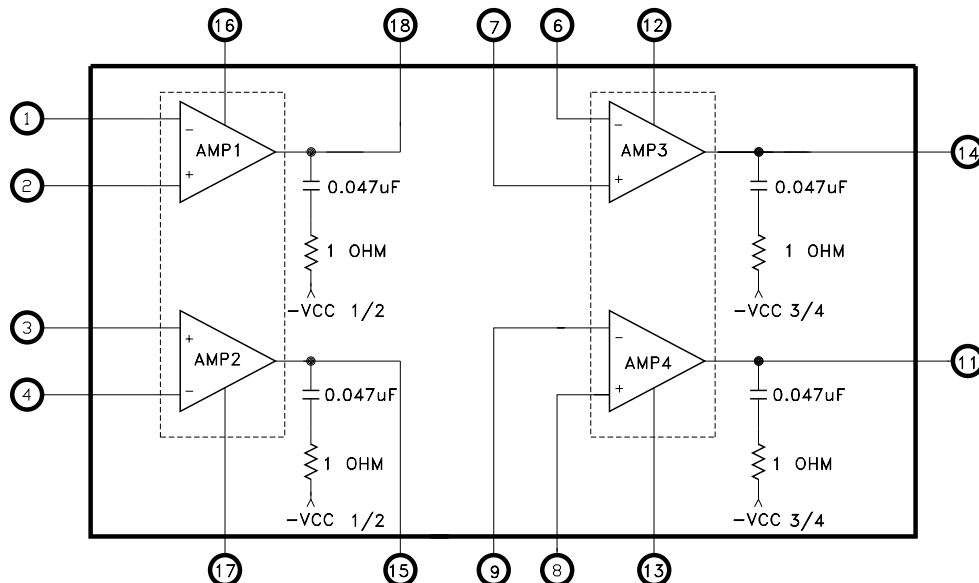 16 18 7 6 12
1
− AMP1 +
2
− AMP3 +
14
0.047uF
0.047uF
1 OHM
1 OHM
-VCC 1/2
-VCC 3/4
3
+ AMP2 −
4
− AMP4 +
11
0.047uF
0.047uF
1 OHM
1 OHM
-VCC 1/2
-VCC 3/4
17 15 9 8 13